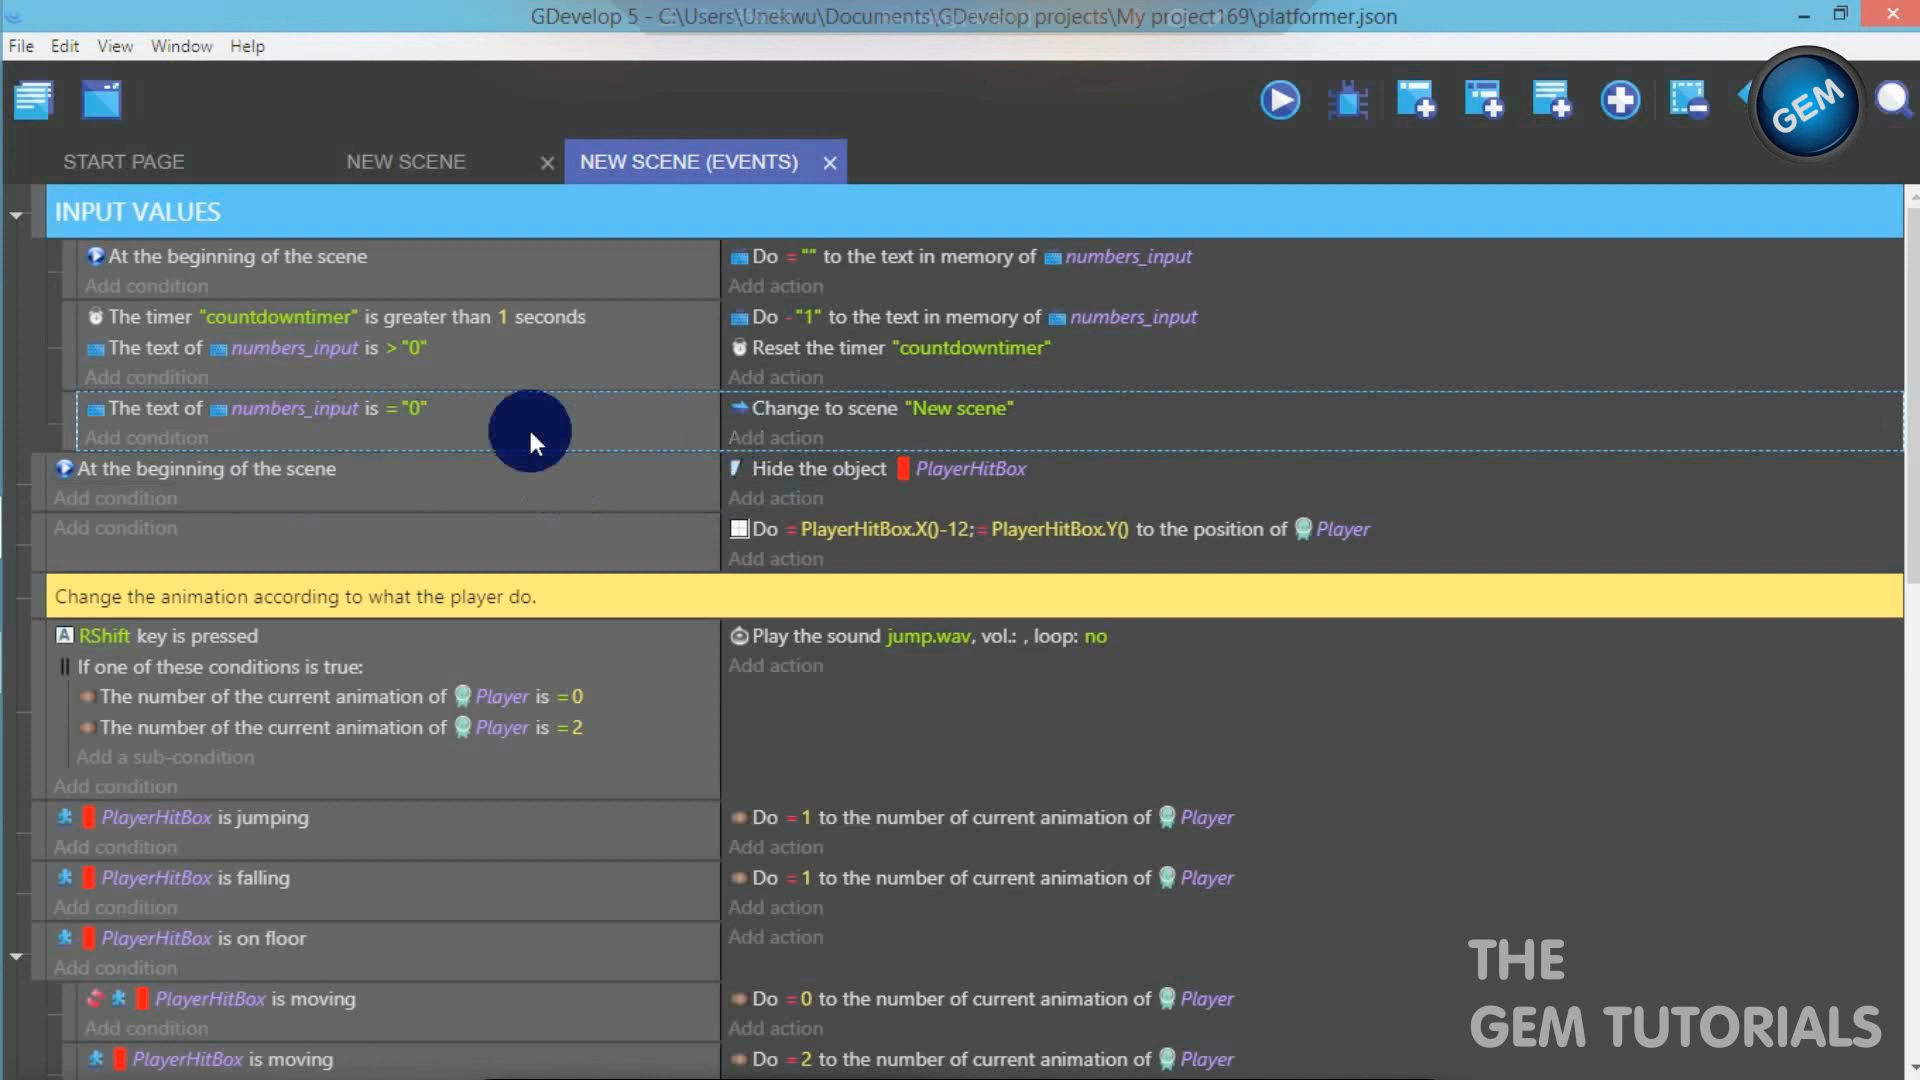 GDevelop 5 - C:\Users\Unekwu\Documents\GDevelop projects\My project169\platformer.json
File Edit View Window Help
GEM
START PAGE NEW SCENE NEW SCENE (EVENTS)
INPUT VALUES
At the beginning of the scene Do = "" to the text in memory of numbers_input
Add condition Add action
The timer "countdowntimer" is greater than 1 seconds Do - "1" to the text in memory of numbers_input
The text of numbers_input is > "0" Reset the timer "countdowntimer"
Add condition Add action
The text of numbers_input is = "0" Change to scene "New scene"
Add condition Add action
At the beginning of the scene Hide the object PlayerHitBox
Add condition Add action
Add condition Do = PlayerHitBox.X()-12;= PlayerHitBox.Y() to the position of Player
Add action
Change the animation according to what the player do.
RShift key is pressed Play the sound jump.wav, vol.: , loop: no
If one of these conditions is true: Add action
The number of the current animation of Player is = 0
The number of the current animation of Player is = 2
Add a sub-condition
Add condition
PlayerHitBox is jumping Do = 1 to the number of current animation of Player
Add condition Add action
PlayerHitBox is falling Do = 1 to the number of current animation of Player
Add condition Add action
PlayerHitBox is on floor Add action
Add condition
PlayerHitBox is moving Do = 0 to the number of current animation of Player
Add condition Add action
PlayerHitBox is moving Do = 2 to the number of current animation of Player
THE
GEM TUTORIALS